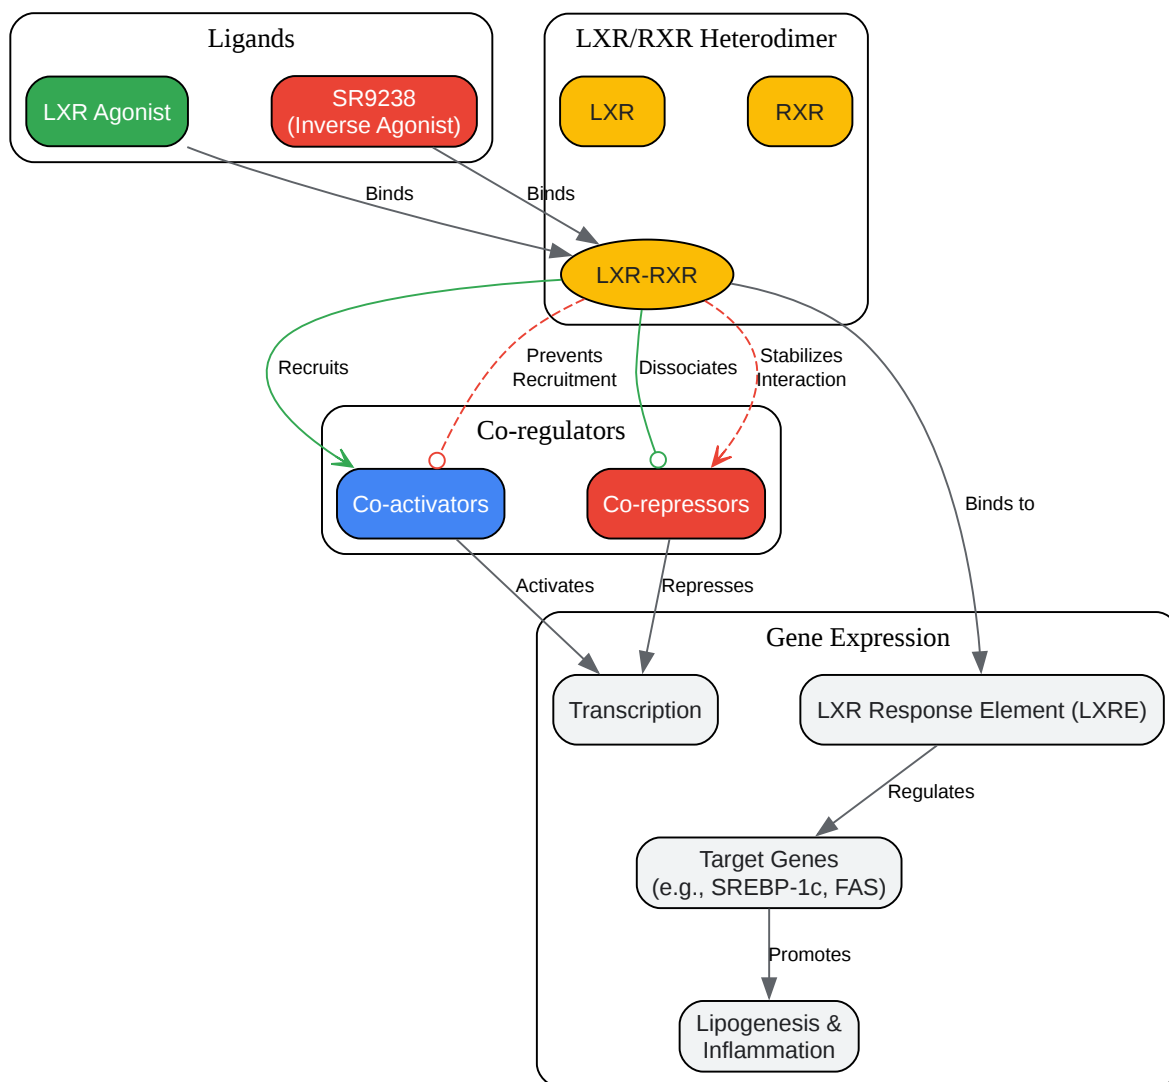 Ligands
LXR/RXR Heterodimer
LXR Agonist
SR9238
(Inverse Agonist)
LXR
RXR
Binds
Binds
LXR-RXR
Recruits
Prevents
Recruitment
Dissociates
Stabilizes
Interaction
Co-regulators
Co-activators
Co-repressors
Binds to
Activates
Represses
Gene Expression
Transcription
LXR Response Element (LXRE)
Regulates
Target Genes
(e.g., SREBP-1c, FAS)
Promotes
Lipogenesis &
Inflammation